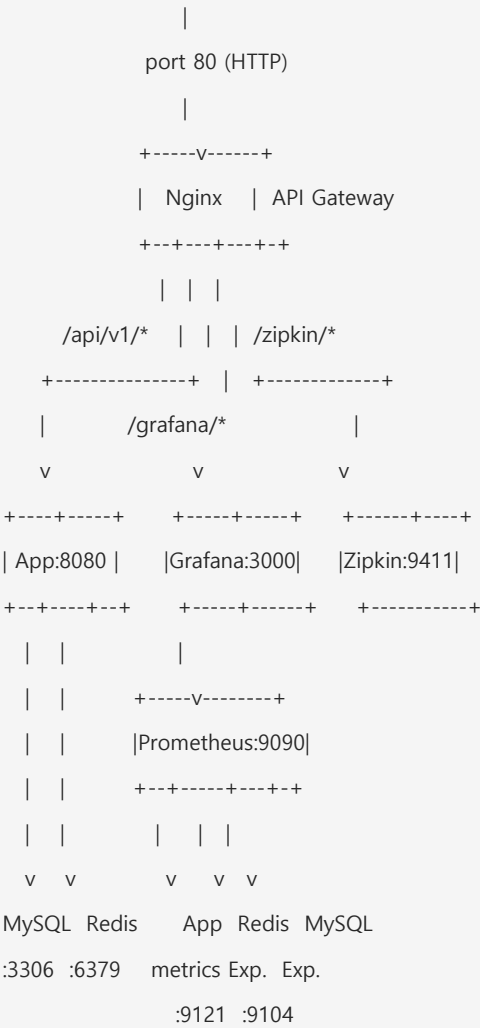 |
port 80 (HTTP)
|
+-----v------+
|   Nginx    | API Gateway
+--+---+---+-+
|   |   |
/api/v1/*   |   |   | /zipkin/*
+---------------+   |   +-------------+
|          /grafana/*          |
v          v          v
+----+-----+     +-----+-----+     +------+----+
| App:8080 |     |Grafana:3000|     |Zipkin:9411|
+--+----+--+     +-----+------+     +-----------+
|    |          |
|    |     +-----v--------+
|    |     |Prometheus:9090|
|    |     +--+-----+---+-+
|    |     |     |   |
v    v     v     v   v
MySQL  Redis     App  Redis  MySQL
:3306  :6379   metrics Exp.  Exp.
:9121  :9104